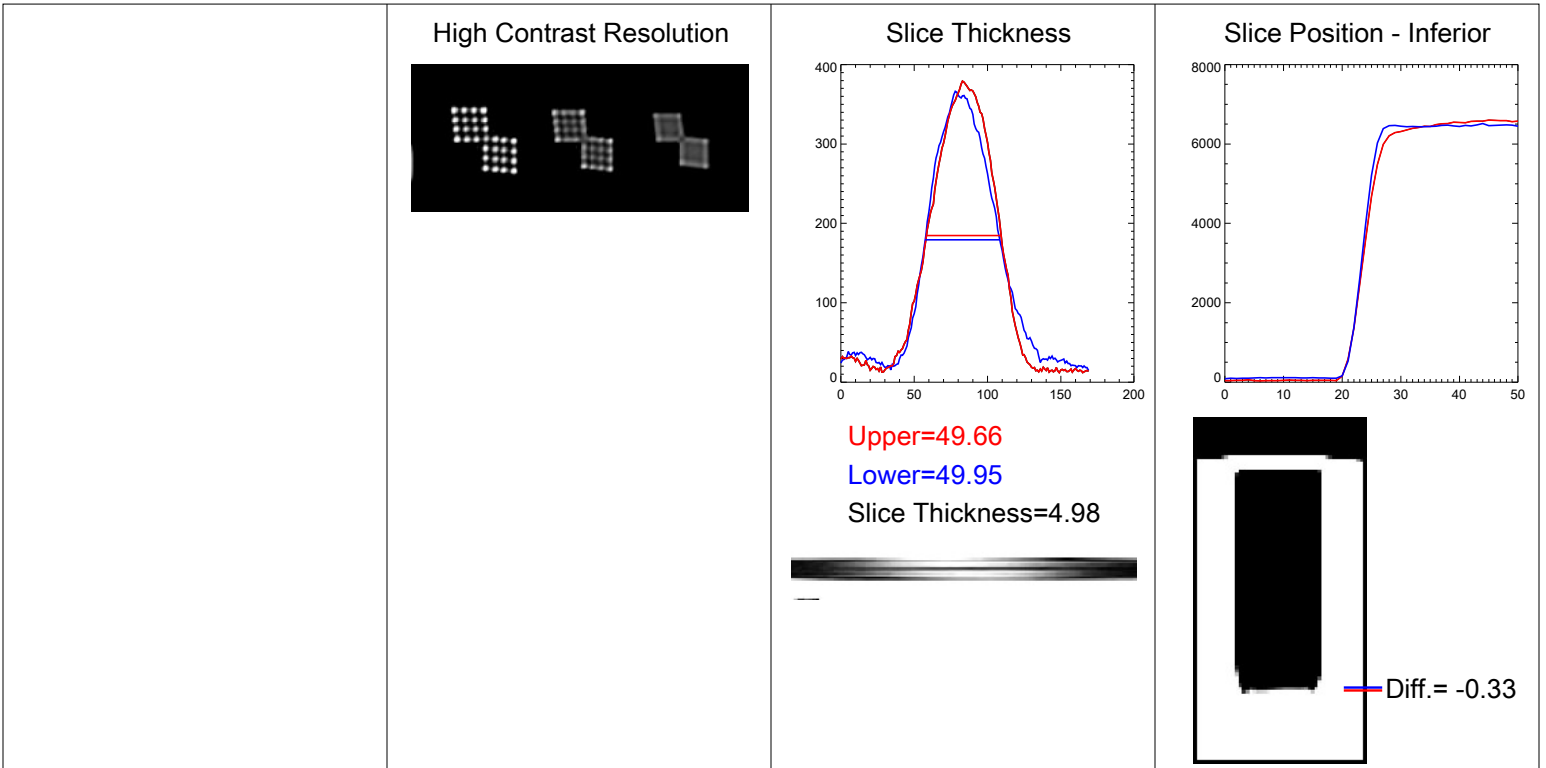 High Contrast Resolution
Slice Thickness
400
300
200
100
0
0 50 100 150 200
Upper=49.66
Lower=49.95
Slice Thickness=4.98
Slice Position - Inferior
8000
6000
4000
2000
0
0 10 20 30 40 50
Diff.= -0.33